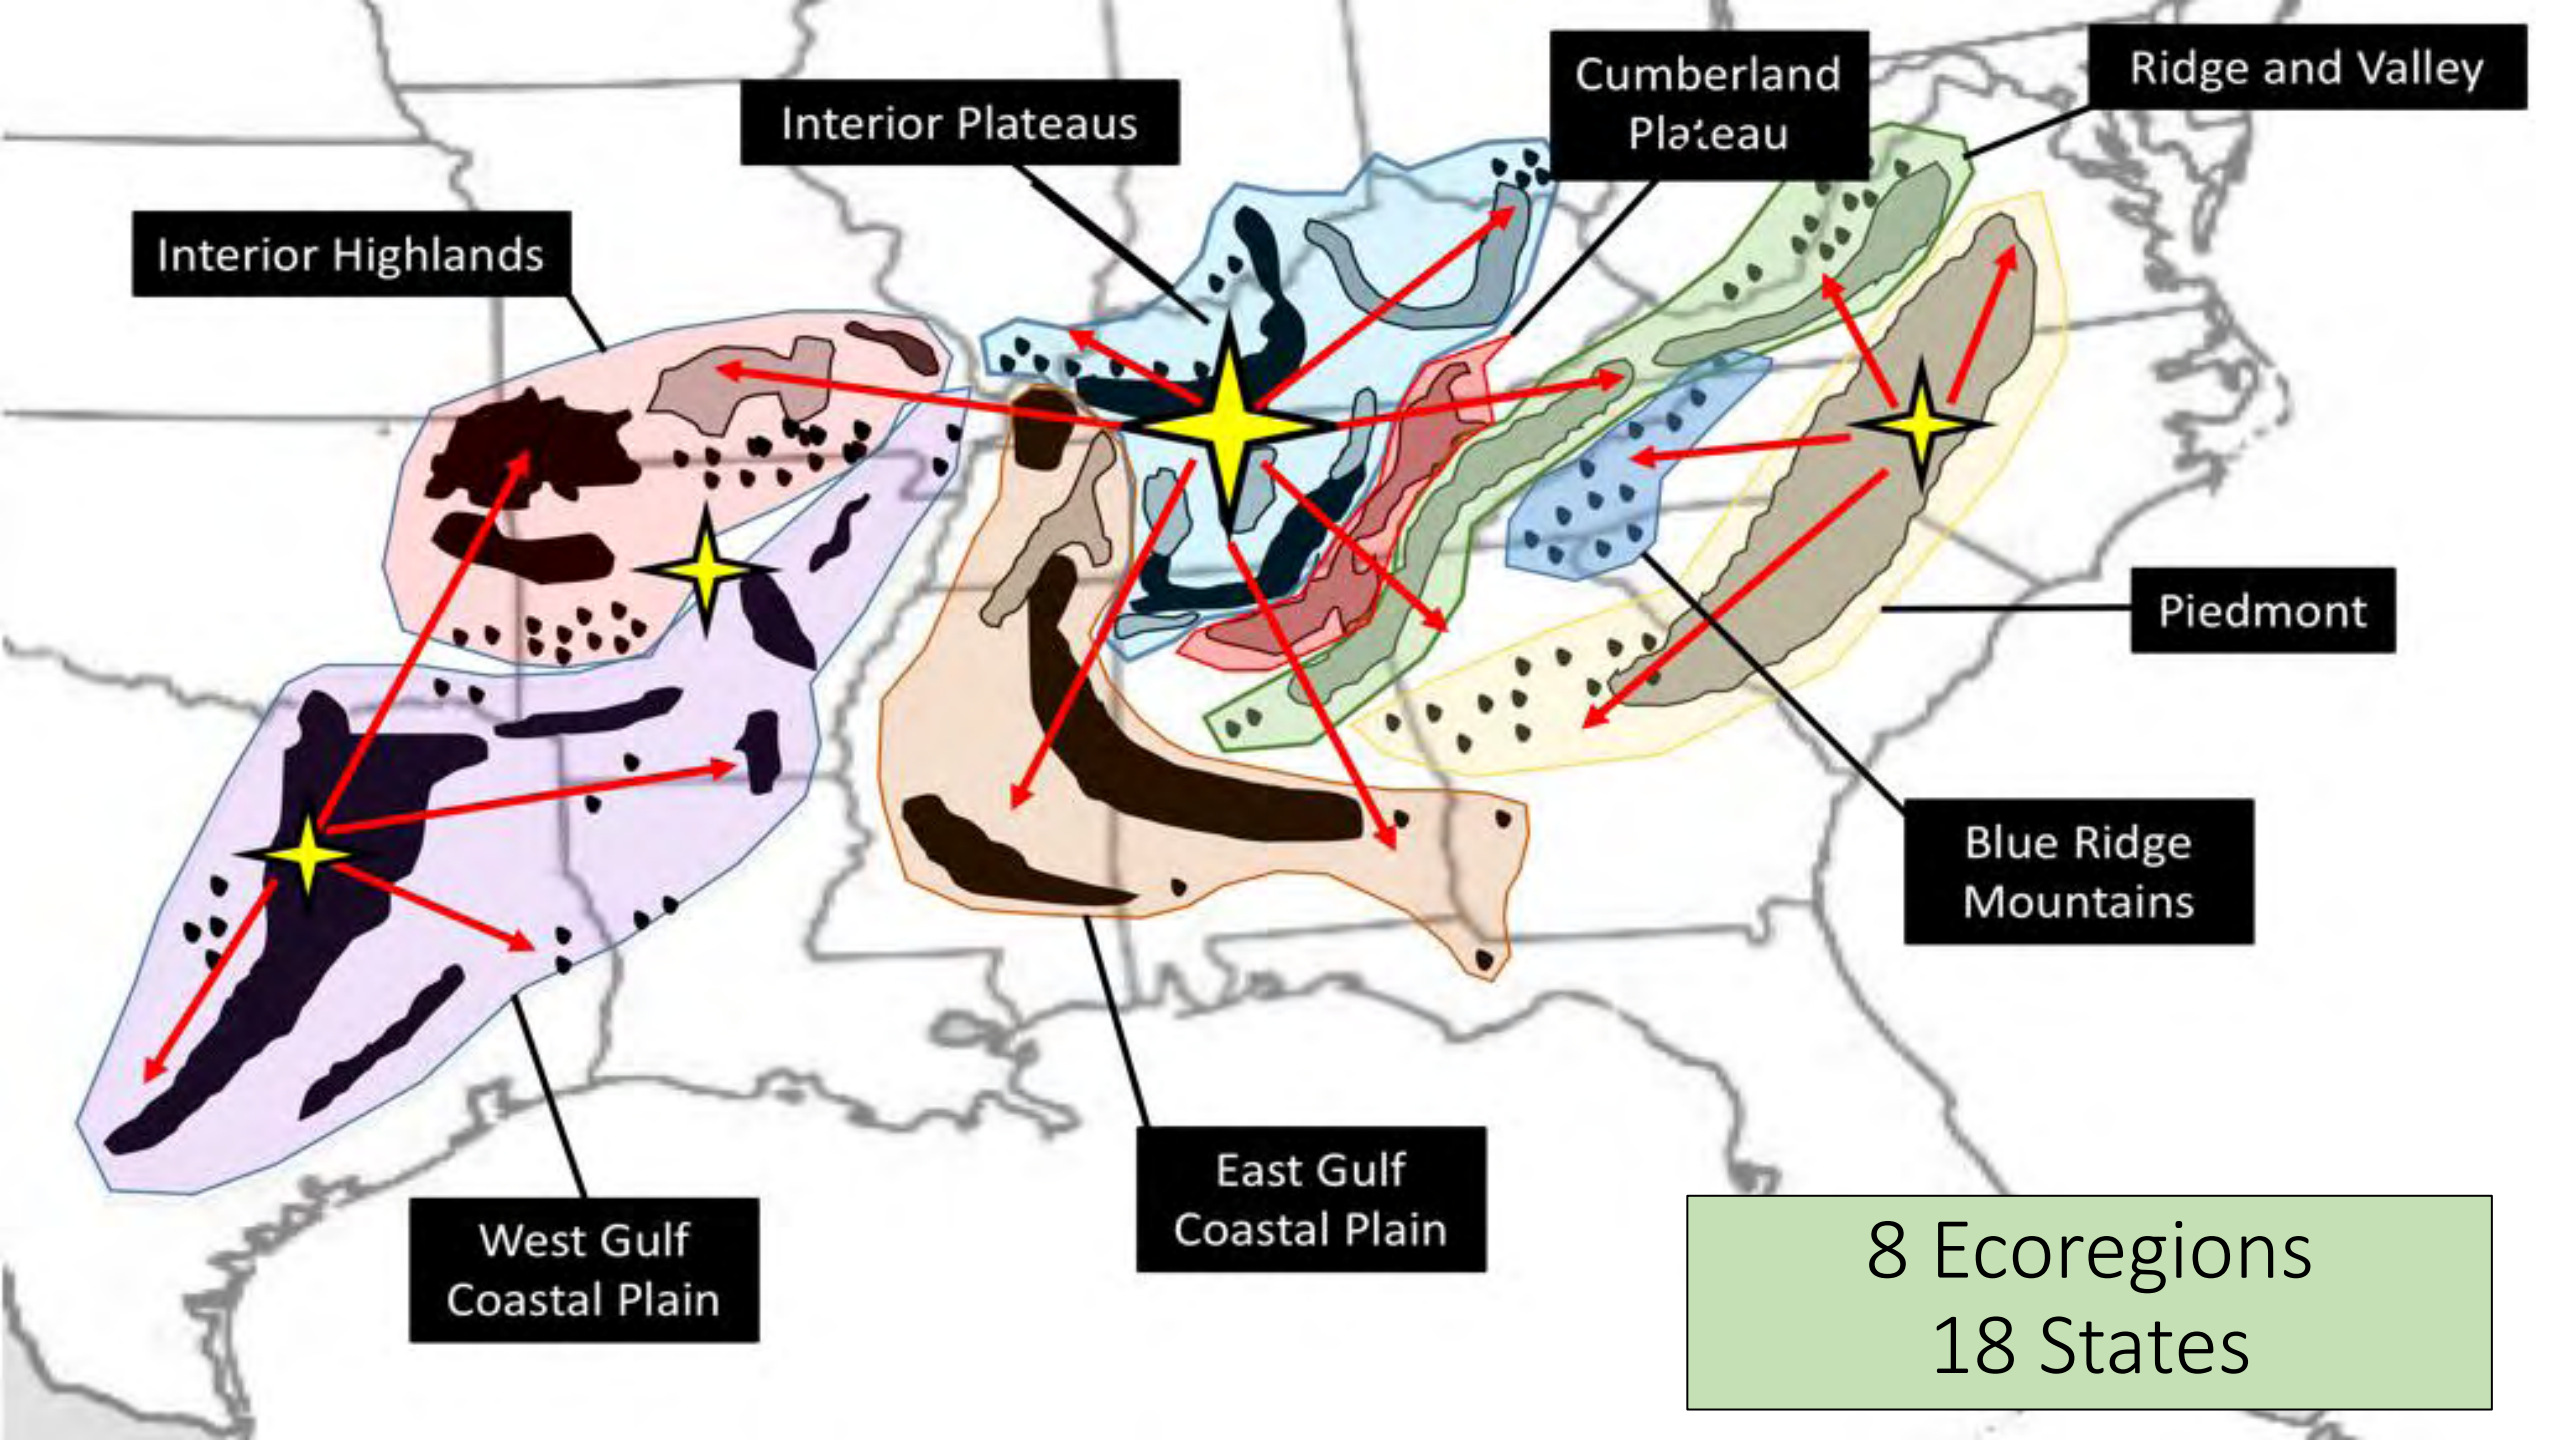 Interior Plateaus
Cumberland
Plateau
Ridge and Valley
Interior Highlands
Piedmont
Blue Ridge
Mountains
East Gulf
Coastal Plain
West Gulf
Coastal Plain
8 Ecoregions
18 States